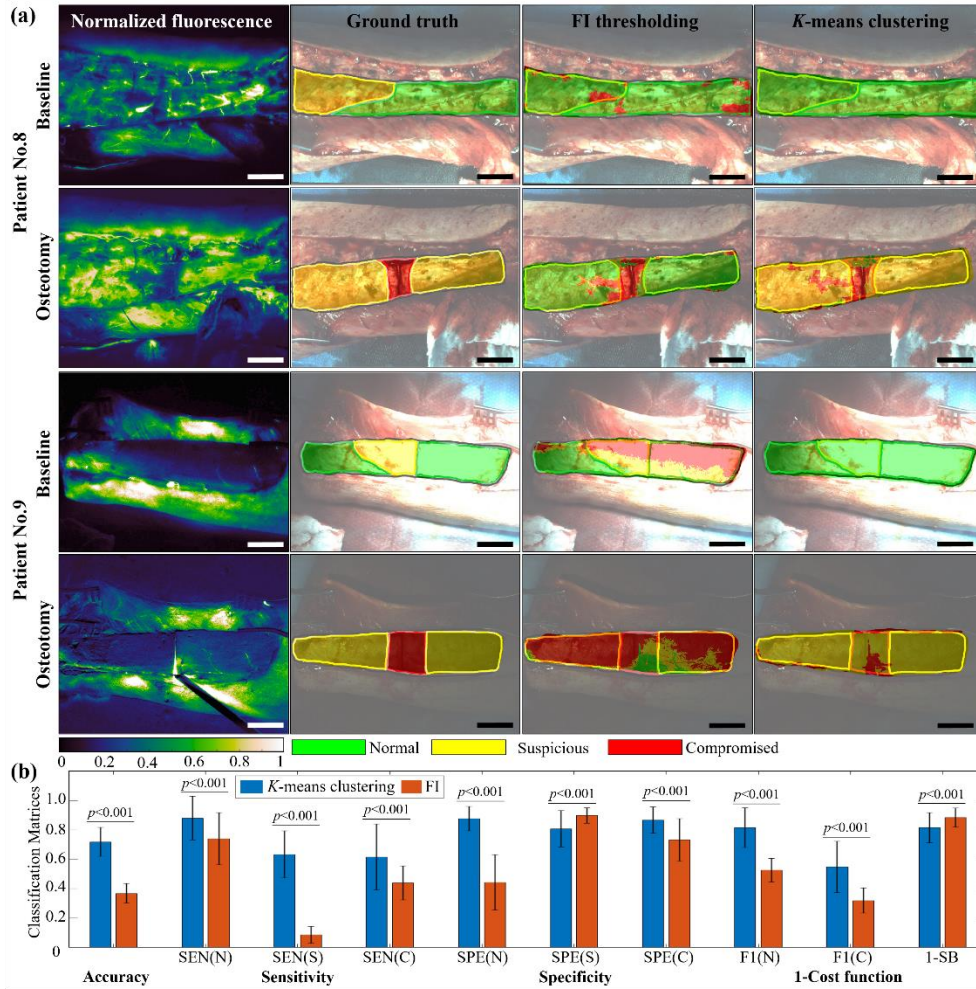 (a)
Normalized fluorescence
Ground truth
FI thresholding
K-means clustering
Patient No.8
Baseline
Osteotomy
Patient No.9
Baseline
Osteotomy
0 0.2 0.4 0.6 0.8 1
Normal
Suspicious
Compromised
(b)
Classification Matrices
1.0
0.8
0.6
0.4
0.2
0
K-means clustering
FI
p<0.001
p<0.001
p<0.001
p<0.001
p<0.001
p<0.001
p<0.001
p<0.001
p<0.001
p<0.001
SEN(N) SEN(S) SEN(C) SPE(N) SPE(S) SPE(C) F1(N) F1(C) 1-SB
Accuracy Sensitivity Specificity 1-Cost function